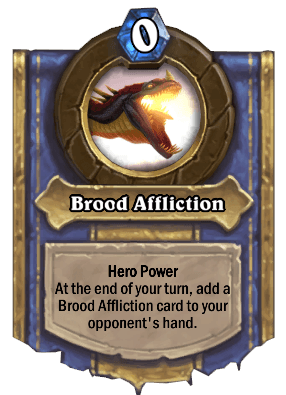 0
Brood Affliction
Hero Power
At the end of your turn, add a
Brood Affliction card to your
opponent's hand.